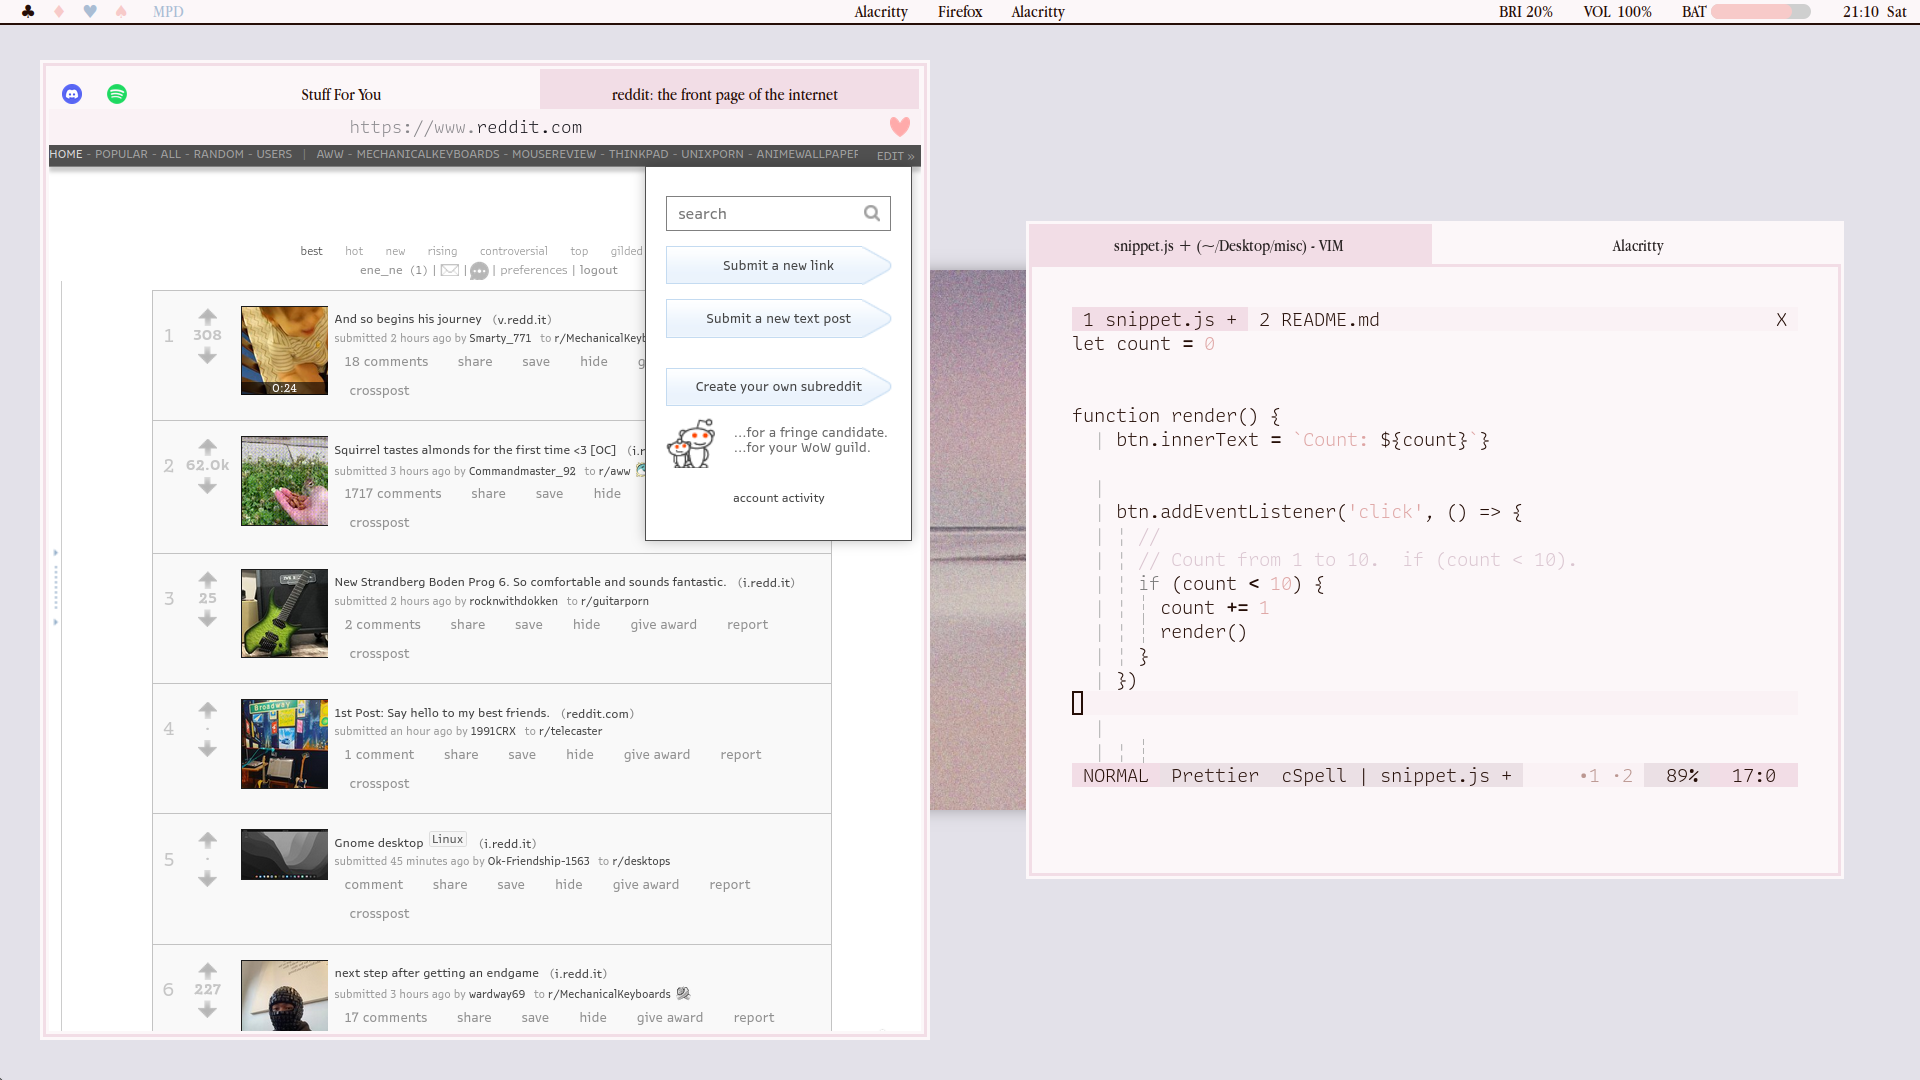 MPD
Alacritty Firefox Alacritty
BRI 20% VOL 100% BAT 21:10 Sat
Stuff For You
reddit: the front page of the internet
https://www.reddit.com
HOME - POPULAR - ALL - RANDOM - USERS | AWW - MECHANICALKEYBOARDS - MOUSEREVIEW - THINKPAD - UNIXPORN - ANIMEWALLPAPER EDIT »
best hot new rising controversial top gilded
ene_ne (1) | | | preferences | logout
1
308
0:24
And so begins his journey (v.redd.it)
submitted 2 hours ago by Smarty_771 to r/MechanicalKeyb
18 comments share save hide g
crosspost
2
62.0k
Squirrel tastes almonds for the first time <3 [OC] (i.r
submitted 3 hours ago by Commandmaster_92 to r/aww
1717 comments share save hide
crosspost
3
25
New Strandberg Boden Prog 6. So comfortable and sounds fantastic. (i.redd.it)
submitted 2 hours ago by rocknwithdokken to r/guitarporn
2 comments share save hide give award report
crosspost
4
·
Broadway
1st Post: Say hello to my best friends. (reddit.com)
submitted an hour ago by 1991CRX to r/telecaster
1 comment share save hide give award report
crosspost
5
·
Gnome desktop Linux (i.redd.it)
submitted 45 minutes ago by Ok-Friendship-1563 to r/desktops
comment share save hide give award report
crosspost
6
227
next step after getting an endgame (i.redd.it)
submitted 3 hours ago by wardway69 to r/MechanicalKeyboards
17 comments share save hide give award report
search
Submit a new link
Submit a new text post
Create your own subreddit
...for a fringe candidate.
...for your WoW guild.
account activity
snippet.js + (~/Desktop/misc) - VIM
Alacritty
1 snippet.js + 2 README.md X
let count = 0
function render() {
btn.innerText = `Count: ${count}`}
btn.addEventListener('click', () => {
//
// Count from 1 to 10. if (count < 10).
if (count < 10) {
count += 1
render()
}
})
NORMAL Prettier cSpell | snippet.js + •1 ·2 89% 17:0